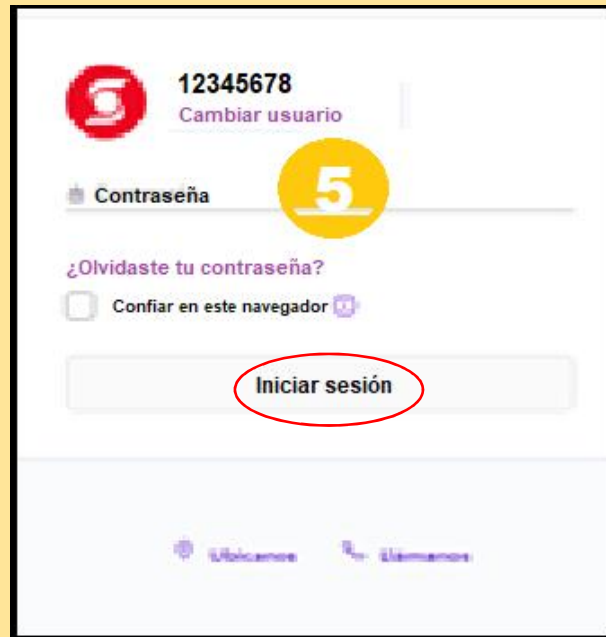 12345678
Cambiar usuario
5
Contraseña
¿Olvidaste tu contraseña?
Confiar en este navegador
Iniciar sesión
Ubícanos Llámanos